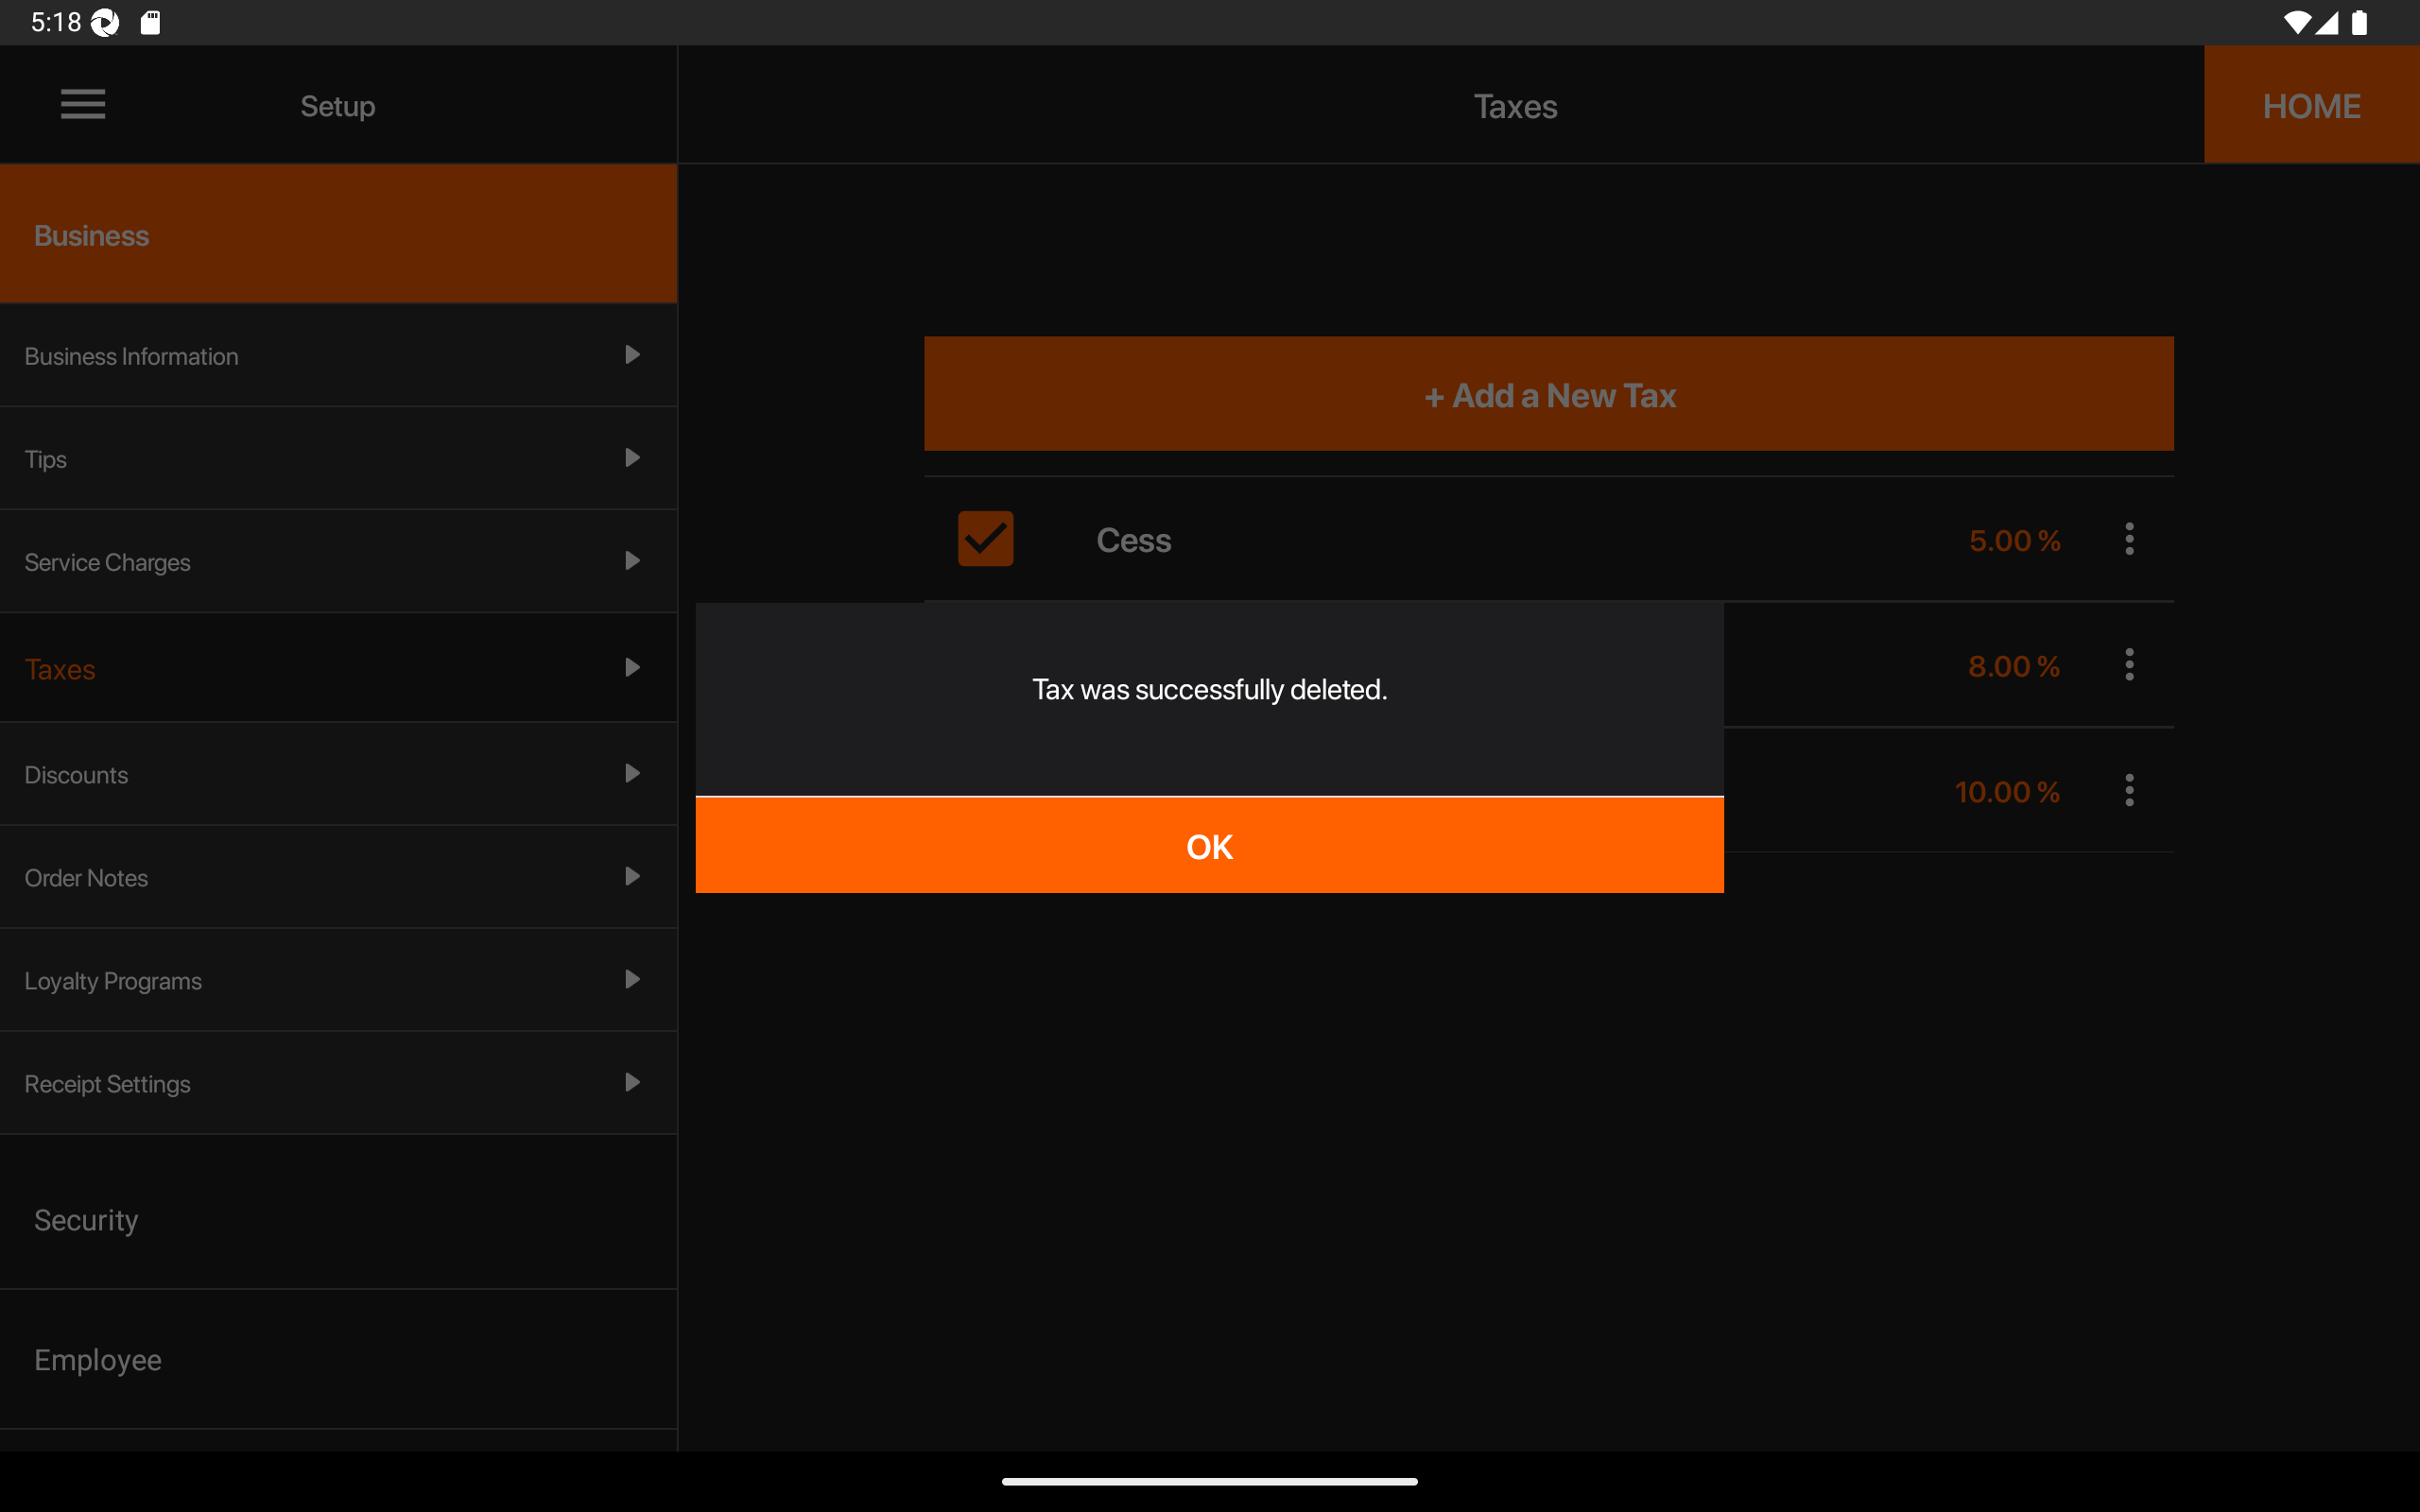 5:18
Setup
Taxes
HOME
Business
Business Information
Tips
Service Charges
Taxes
Discounts
Order Notes
Loyalty Programs
Receipt Settings
Security
Employee
+ Add a New Tax
Cess
5.00 %
8.00 %
10.00 %
Tax was successfully deleted.
OK